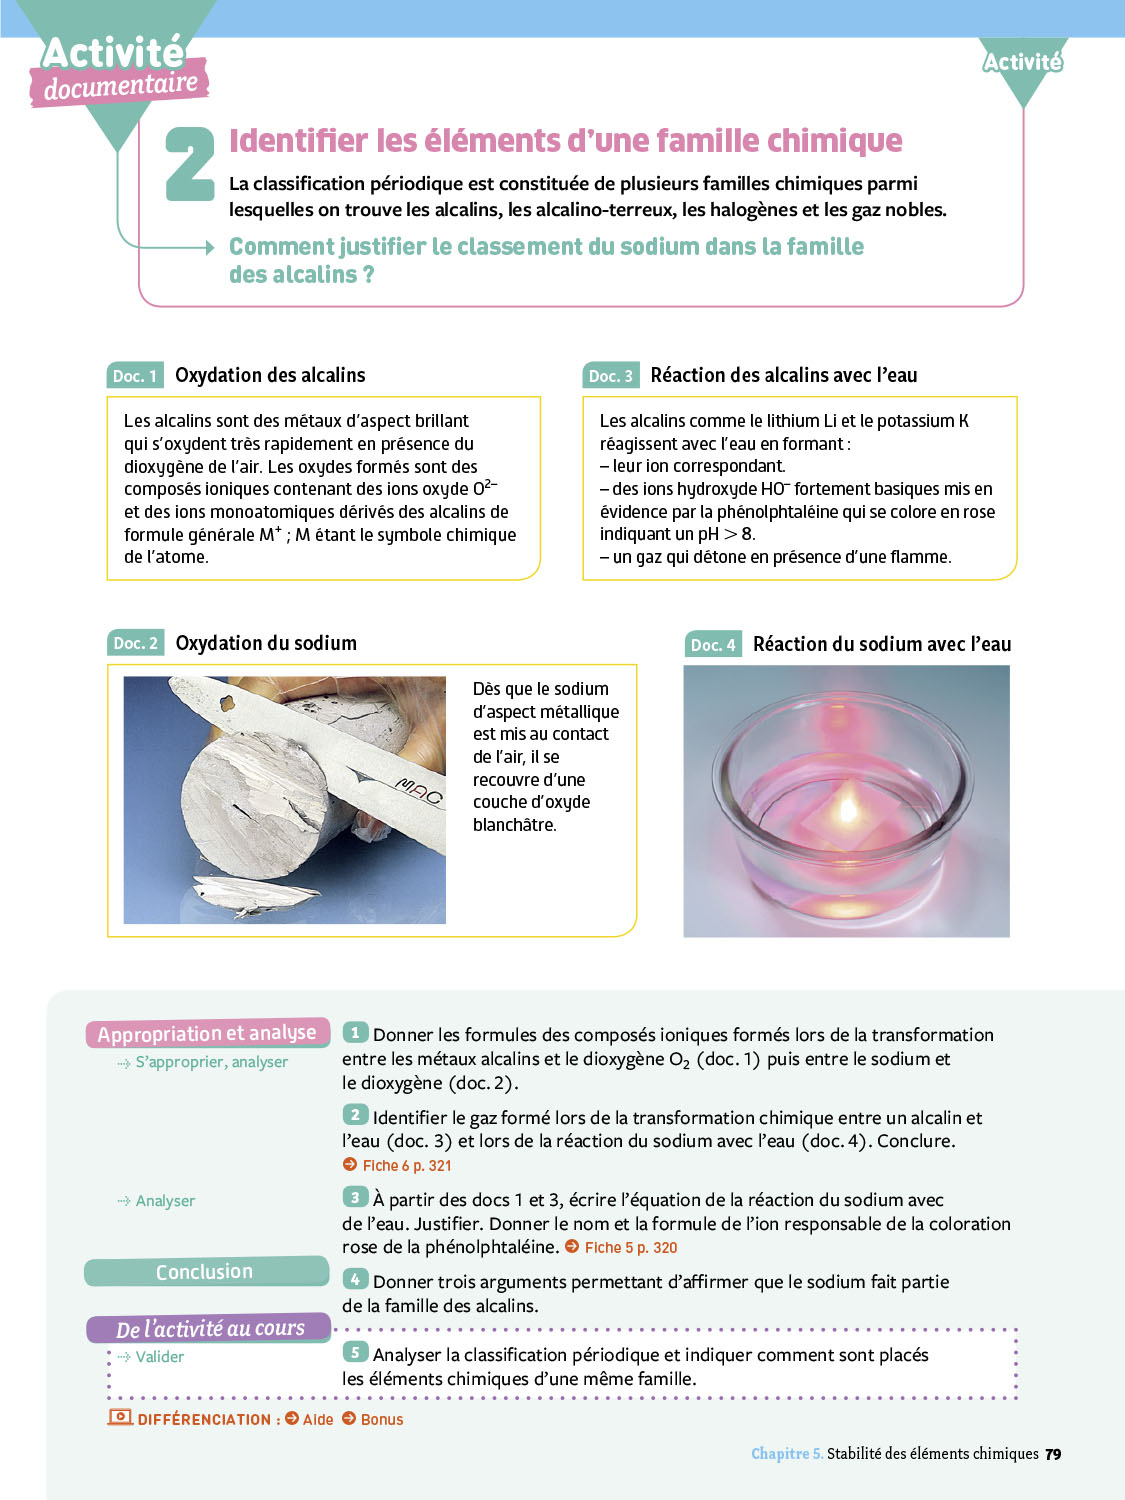 Activité
documentaire
Activité
2
Identifier les éléments d’une famille chimique
La classification périodique est constituée de plusieurs familles chimiques parmi
lesquelles on trouve les alcalins, les alcalino-terreux, les halogènes et les gaz nobles.
Comment justifier le classement du sodium dans la famille
des alcalins ?
Doc. 1 Oxydation des alcalins
Les alcalins sont des métaux d’aspect brillant
qui s’oxydent très rapidement en présence du
dioxygène de l’air. Les oxydes formés sont des
composés ioniques contenant des ions oxyde O²⁻
et des ions monoatomiques dérivés des alcalins de
formule générale M⁺ ; M étant le symbole chimique
de l’atome.
Doc. 3 Réaction des alcalins avec l’eau
Les alcalins comme le lithium Li et le potassium K
réagissent avec l’eau en formant :
– leur ion correspondant.
– des ions hydroxyde HO⁻ fortement basiques mis en
évidence par la phénolphtaléine qui se colore en rose
indiquant un pH > 8.
– un gaz qui détone en présence d’une flamme.
Doc. 2 Oxydation du sodium
MAC
Dès que le sodium
d’aspect métallique
est mis au contact
de l’air, il se
recouvre d’une
couche d’oxyde
blanchâtre.
Doc. 4 Réaction du sodium avec l’eau
Appropriation et analyse
S’approprier, analyser
1 Donner les formules des composés ioniques formés lors de la transformation
entre les métaux alcalins et le dioxygène O₂ (doc. 1) puis entre le sodium et
le dioxygène (doc. 2).
2 Identifier le gaz formé lors de la transformation chimique entre un alcalin et
l’eau (doc. 3) et lors de la réaction du sodium avec l’eau (doc. 4). Conclure.
Fiche 6 p. 321
Analyser
3 À partir des docs 1 et 3, écrire l’équation de la réaction du sodium avec
de l’eau. Justifier. Donner le nom et la formule de l’ion responsable de la coloration
rose de la phénolphtaléine. Fiche 5 p. 320
Conclusion
4 Donner trois arguments permettant d’affirmer que le sodium fait partie
de la famille des alcalins.
De l’activité au cours
Valider
5 Analyser la classification périodique et indiquer comment sont placés
les éléments chimiques d’une même famille.
DIFFÉRENCIATION : Aide Bonus
Chapitre 5. Stabilité des éléments chimiques 79